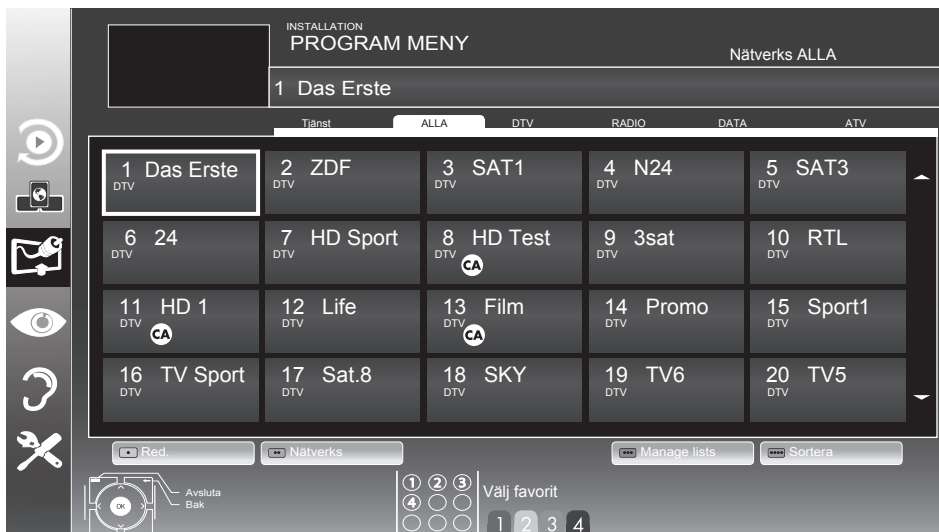 INSTALLATION
PROGRAM MENY
Nätverks ALLA
1 Das Erste
Tjänst ALLA DTV RADIO DATA ATV
1 Das Erste 2 ZDF 3 SAT1 4 N24 5 SAT3
DTV DTV DTV DTV DTV
6 24 7 HD Sport 8 HD Test 9 3sat 10 RTL
DTV DTV DTV DTV DTV
CA
11 HD 1 12 Life 13 Film 14 Promo 15 Sport1
DTV DTV DTV DTV DTV
CA CA
16 TV Sport 17 Sat.8 18 SKY 19 TV6 20 TV5
DTV DTV DTV DTV DTV
Red. Nätverks Manage lists Sortera
OK
Avsluta
Bak
1 2 3
4
Välj favorit
1 2 3 4